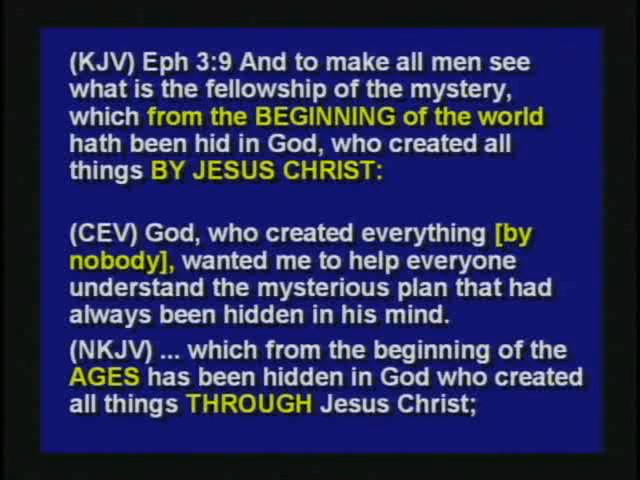 (KJV) Eph 3:9 And to make all men see
what is the fellowship of the mystery,
which from the BEGINNING of the world
hath been hid in God, who created all
things BY JESUS CHRIST:
(CEV) God, who created everything [by
nobody], wanted me to help everyone
understand the mysterious plan that had
always been hidden in his mind.
(NKJV) ... which from the beginning of the
AGES has been hidden in God who created
all things THROUGH Jesus Christ;